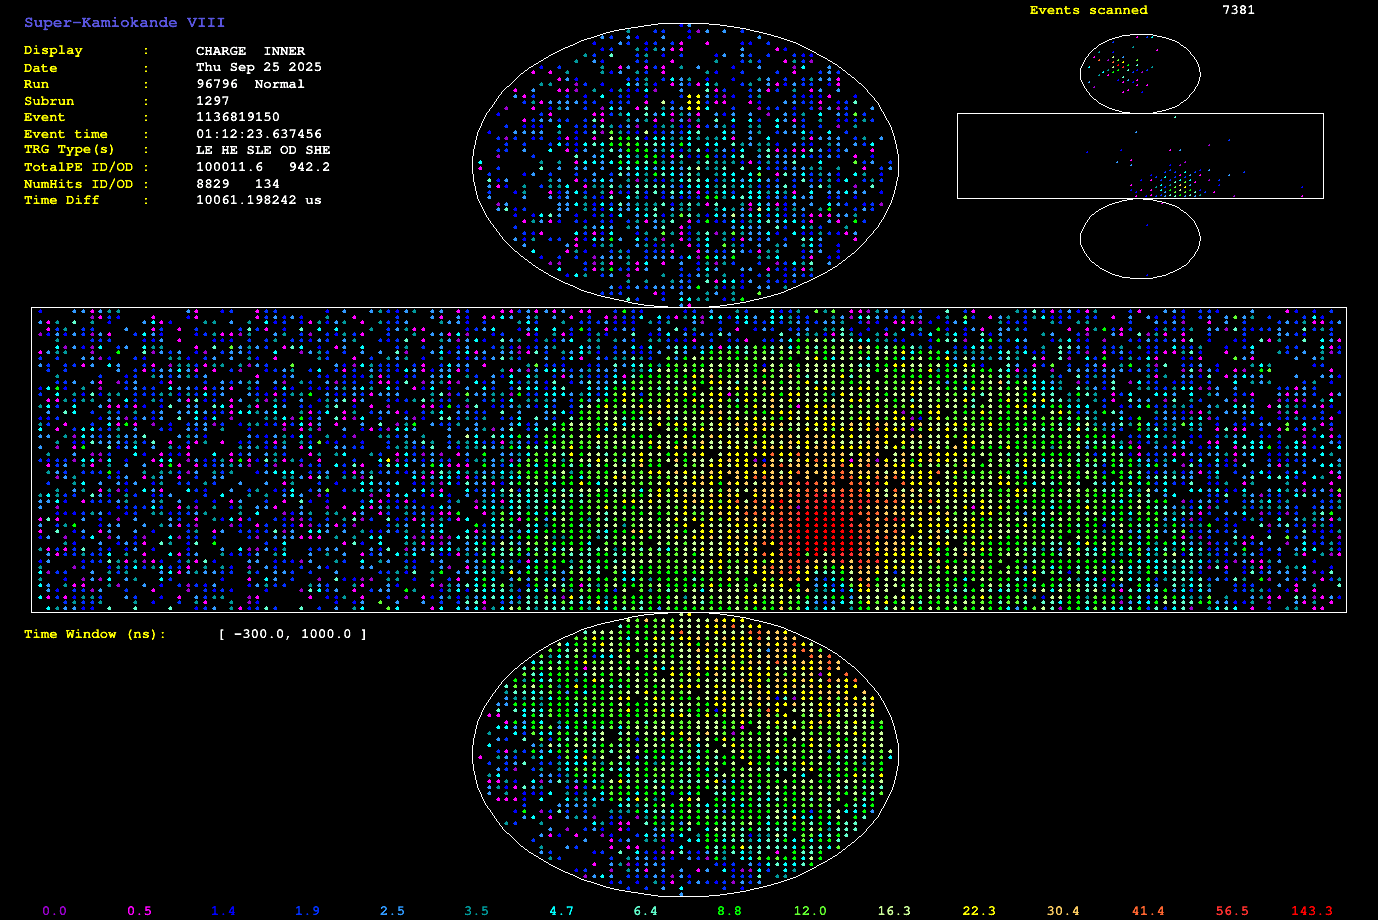 Super-Kamiokande VIII
Display : CHARGE INNER
Date : Thu Sep 25 2025
Run : 96796 Normal
Subrun : 1297
Event : 1136819150
Event time : 01:12:23.637456
TRG Type(s) : LE HE SLE OD SHE
TotalPE ID/OD : 100011.6 942.2
NumHits ID/OD : 8829 134
Time Diff : 10061.198242 us
Events scanned 7381
Time Window (ns): [ -300.0, 1000.0 ]
0.0 0.5 1.4 1.9 2.5 3.5 4.7 6.4 8.8 12.0 16.3 22.3 30.4 41.4 56.5 143.3